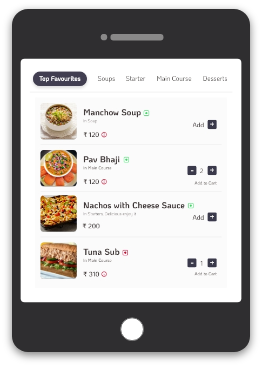 Top Favourites Soups Starter Main Course Desserts
Manchow Soup
in Soup
₹ 120
Add +
Pav Bhaji
in Main Course
₹ 120
- 2 +
Add to Cart
Nachos with Cheese Sauce
in Starters
₹ 200
Add +
Tuna Sub
in Main Course
₹ 310
- 1 +
Add to Cart